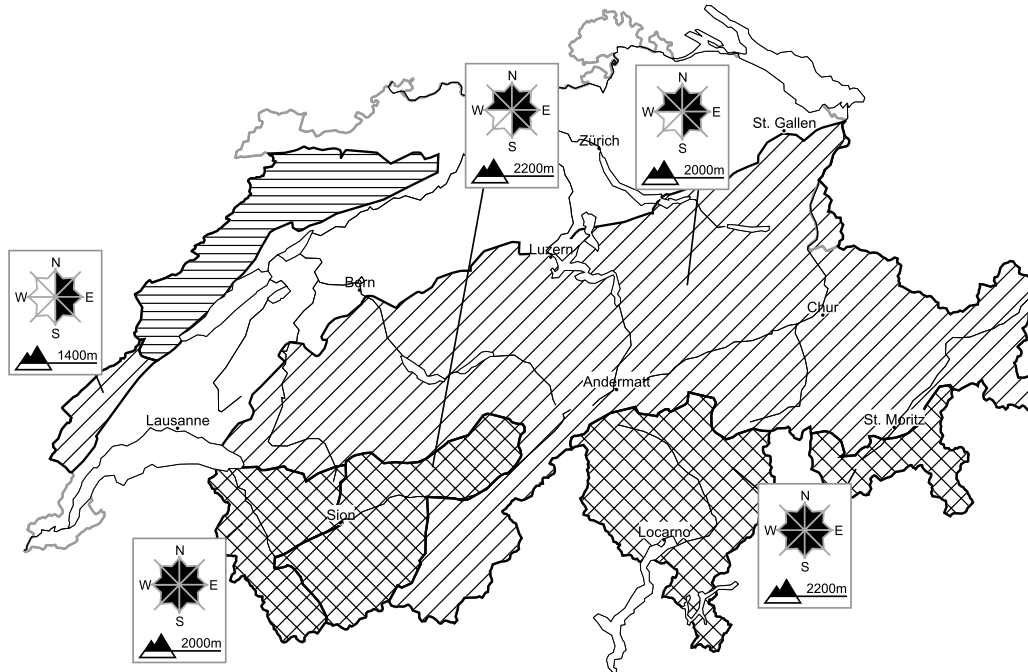 N
W E
S
2200m
N
W E
S
2000m
St. Gallen
Zürich
Luzern
Bern
N
W E
S
1400m
Chur
Andermatt
Lausanne
St. Moritz
Sion
Locarno
N
W E
S
2200m
N
W E
S
2000m